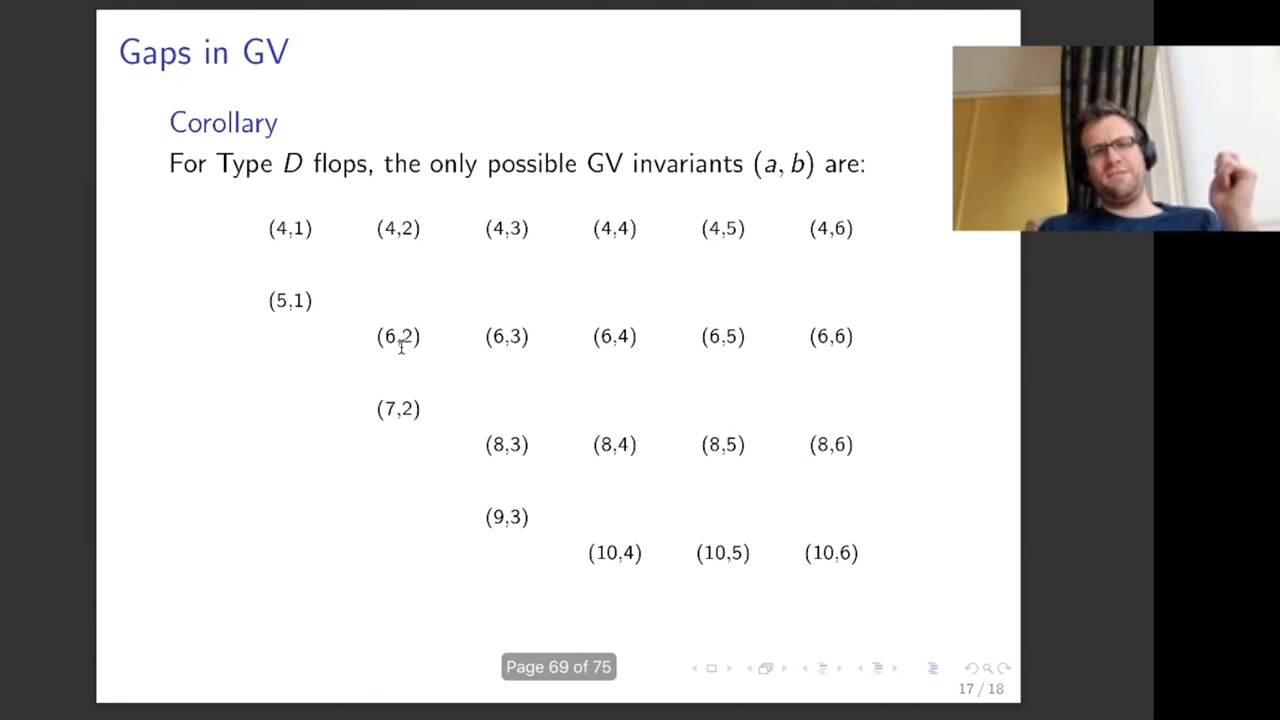 Gaps in GV
Corollary
For Type D flops, the only possible GV invariants (a, b) are:
(4,1) (4,2) (4,3) (4,4) (4,5) (4,6)
(5,1)
(6,2) (6,3) (6,4) (6,5) (6,6)
(7,2)
(8,3) (8,4) (8,5) (8,6)
(9,3)
(10,4) (10,5) (10,6)
Page 69 of 75
17 / 18